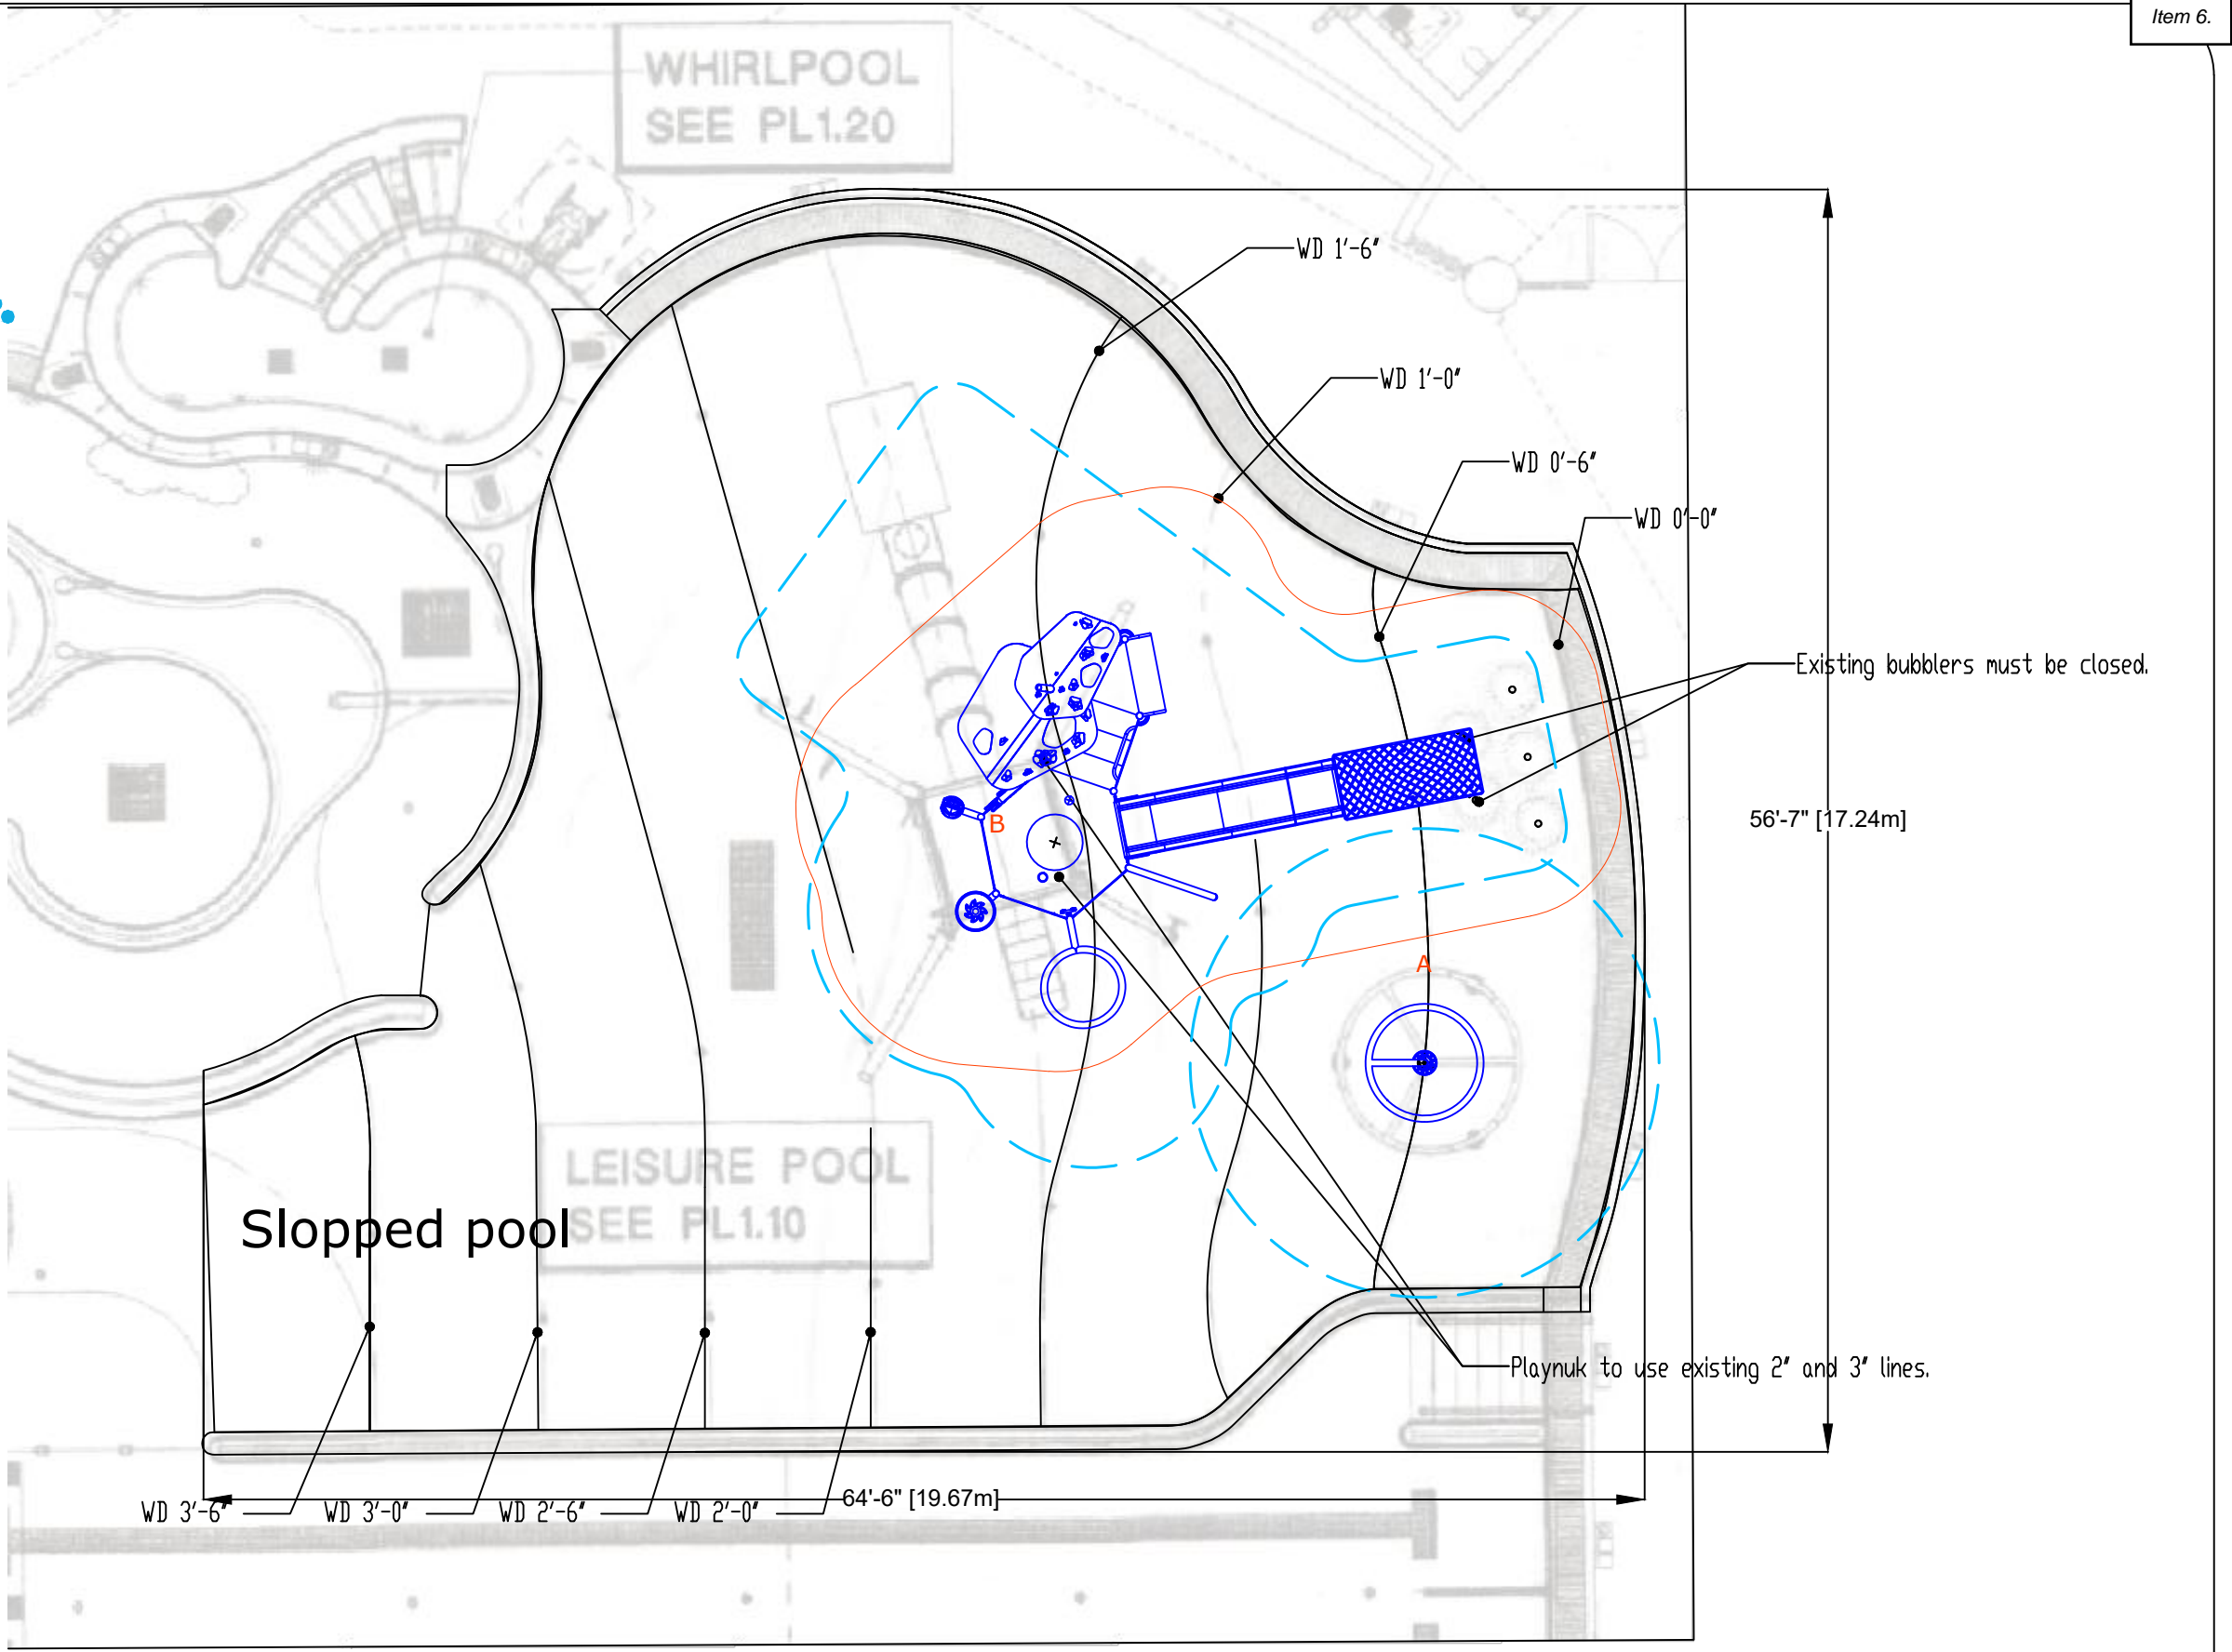 Item 6.
WHIRLPOOL
SEE PL1.20
WD 1'-6"
WD 1'-0"
WD 0'-6"
WD 0'-0"
Existing bubblers must be closed.
56'-7" [17.24m]
B
A
LEISURE POOL
SEE PL1.10
Slopped pool
Playnuk to use existing 2" and 3" lines.
WD 3'-6"
WD 3'-0"
WD 2'-6"
WD 2'-0"
64'-6" [19.67m]